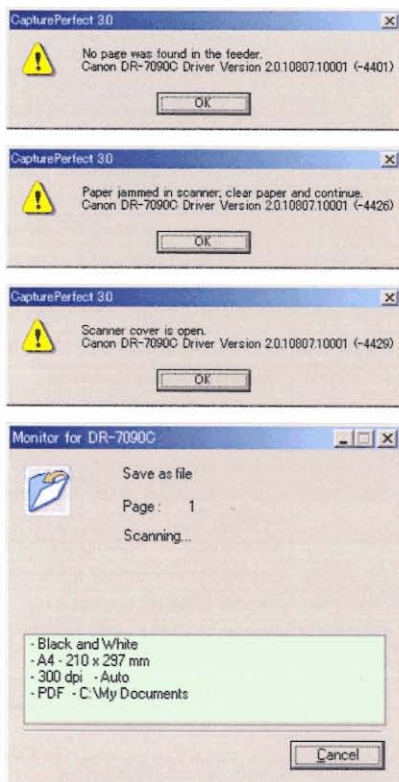 CapturePerfect 3.0
No page was found in the feeder.
Canon DR-7090C Driver Version 2.0.10807.10001 (-4401)
OK
CapturePerfect 3.0
Paper jammed in scanner; clear paper and continue.
Canon DR-7090C Driver Version 2.0.10807.10001 (-4426)
OK
CapturePerfect 3.0
Scanner cover is open.
Canon DR-7090C Driver Version 2.0.10807.10001 (-4429)
OK
Monitor for DR-7090C
Save as file
Page : 1
Scanning...
- Black and White
- A4 - 210 x 297 mm
- 300 dpi - Auto
- PDF - C:\My Documents
Cancel